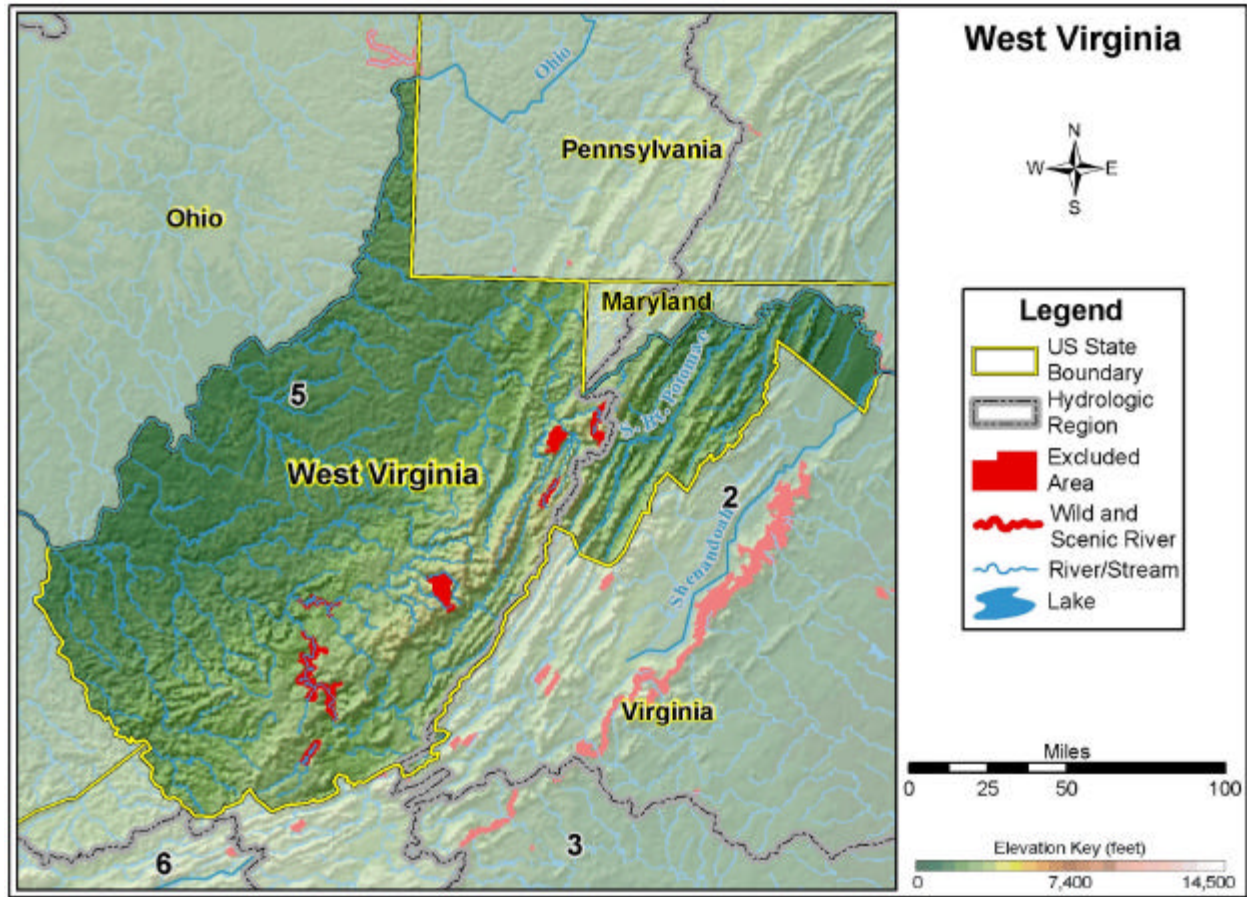 West Virginia
Ohio
Pennsylvania
Ohio
Maryland
S. Br. Potomac
5
West Virginia
2
Shenandoah
Virginia
3
6
N
W
E
S
Legend
US State
Boundary
Hydrologic
Region
Excluded
Area
Wild and
Scenic River
River/Stream
Lake
Miles
0 25 50 100
Elevation Key (feet)
0 7,400 14,500